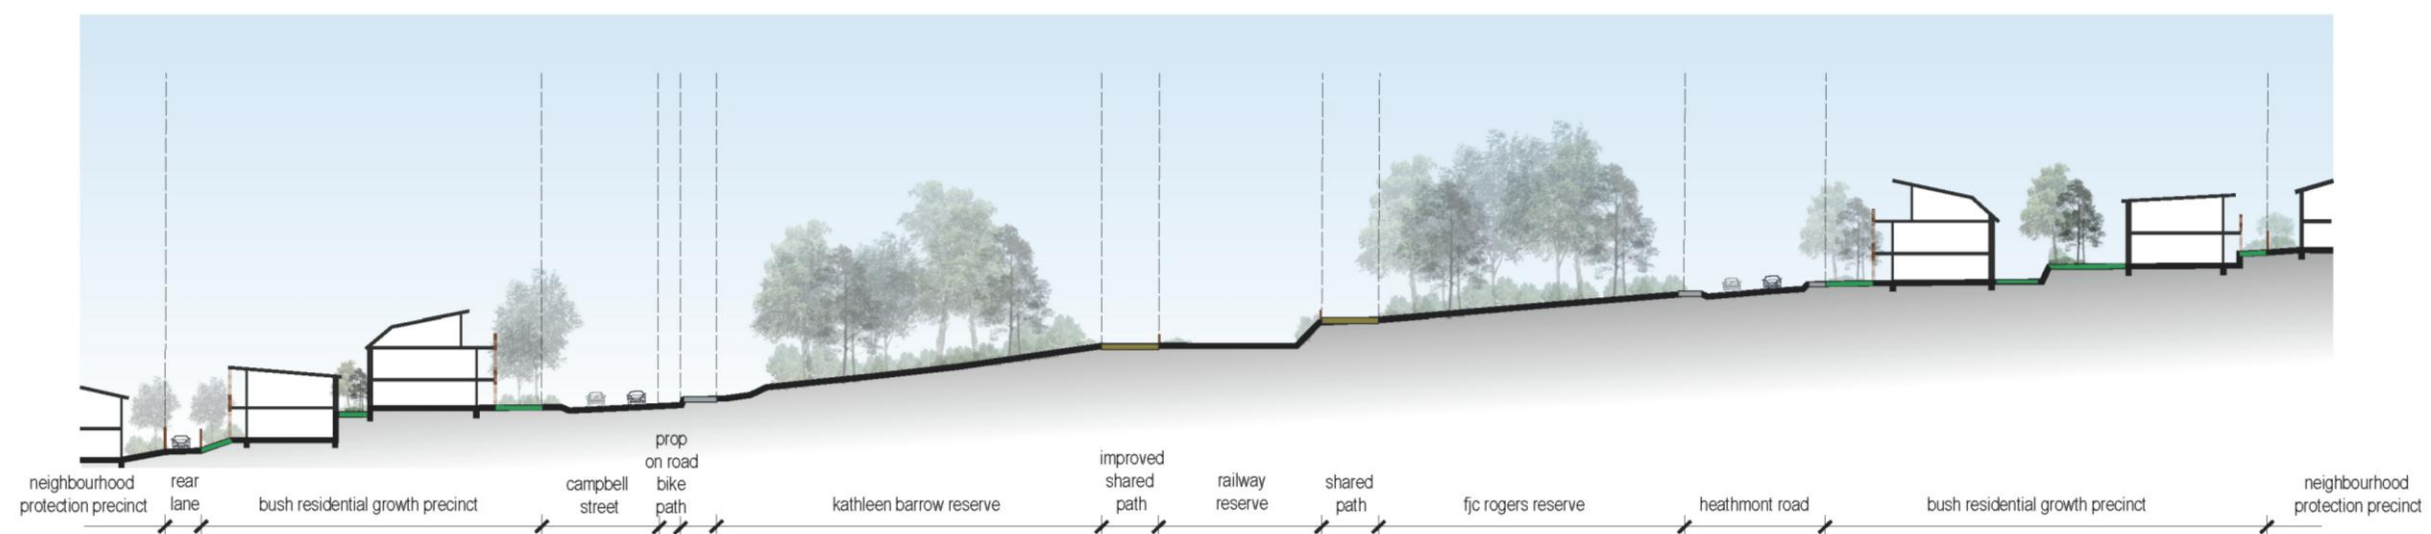 neighbourhood
protection precinct
rear
lane
bush residential growth precinct
campbell
street
prop
on road
bike
path
kathleen barrow reserve
improved
shared
path
railway
reserve
shared
path
fjc rogers reserve
heathmont road
bush residential growth precinct
neighbourhood
protection precinct